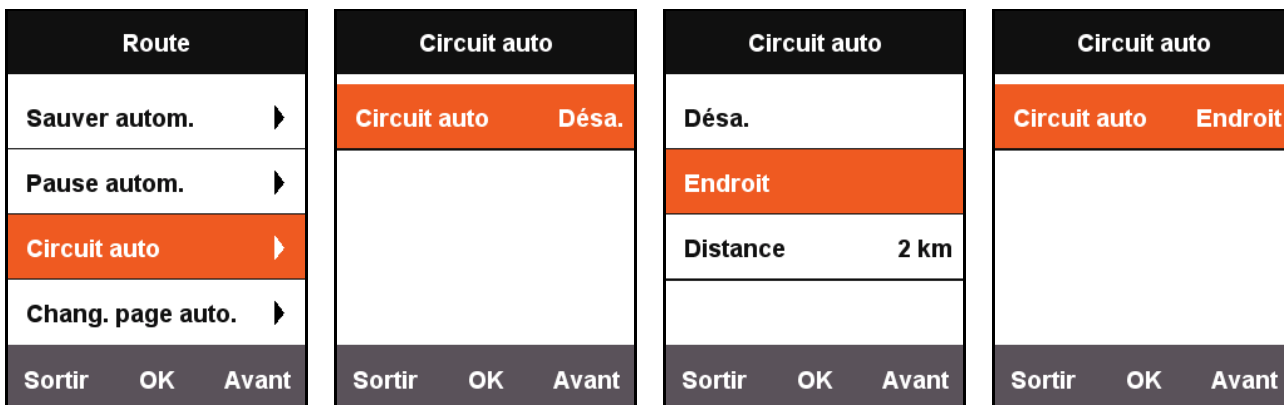 Route
Sauver autom.
Pause autom.
Circuit auto
Chang. page auto.
Sortir OK Avant
Circuit auto
Circuit auto Désa.
Sortir OK Avant
Circuit auto
Désa.
Endroit
Distance 2 km
Sortir OK Avant
Circuit auto
Circuit auto Endroit
Sortir OK Avant